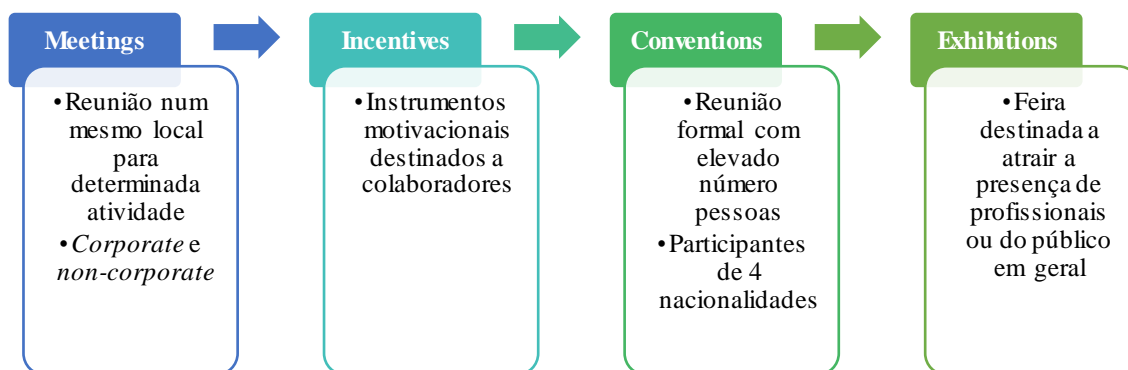 Meetings
• Reunião num
mesmo local
para
determinada
atividade
• Corporate e
non-corporate
Incentives
• Instrumentos
motivacionais
destinados a
colaboradores
Conventions
• Reunião
formal com
elevado
número
pessoas
• Participantes
de 4
nacionalidades
Exhibitions
• Feira
destinada a
atrair a
presença de
profissionais
ou do público
em geral